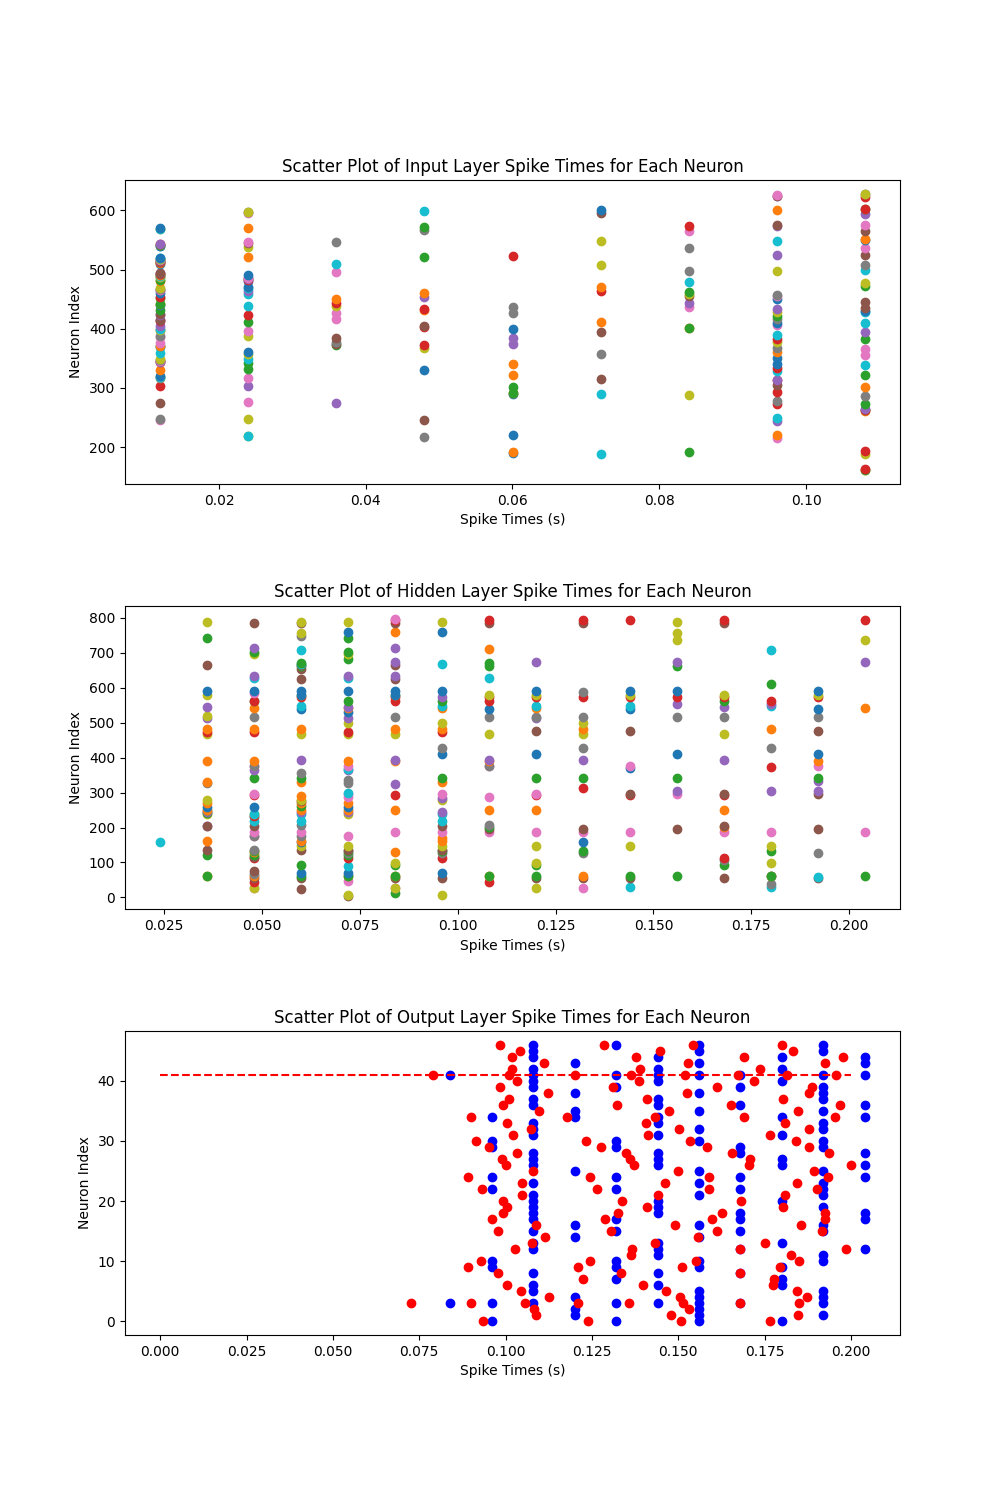 Scatter Plot of Input Layer Spike Times for Each Neuron
Neuron Index
600
500
400
300
200
0.02 0.04 0.06 0.08 0.10
Spike Times (s)
Scatter Plot of Hidden Layer Spike Times for Each Neuron
Neuron Index
800
700
600
500
400
300
200
100
0
0.025 0.050 0.075 0.100 0.125 0.150 0.175 0.200
Spike Times (s)
Scatter Plot of Output Layer Spike Times for Each Neuron
Neuron Index
40
30
20
10
0
0.000 0.025 0.050 0.075 0.100 0.125 0.150 0.175 0.200
Spike Times (s)